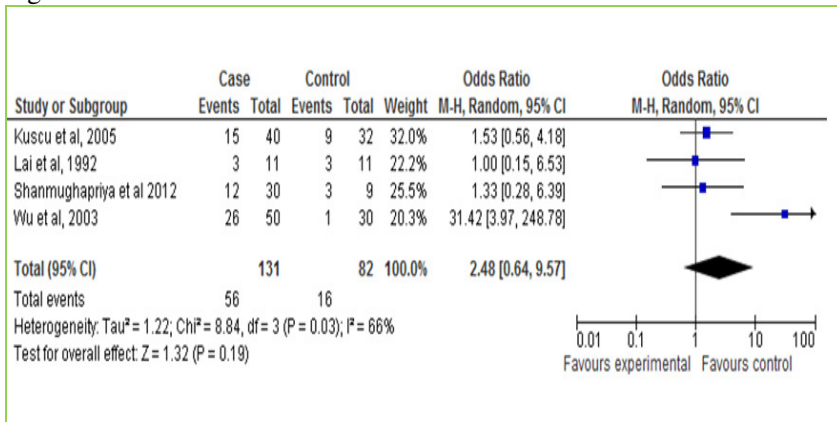 Case Control Odds Ratio Odds Ratio
Study or Subgroup Events Total Events Total Weight M-H, Random, 95% CI M-H, Random, 95% CI
Kuscu et al, 2005 15 40 9 32 32.0% 1.53 [0.56, 4.18]
Lai et al, 1992 3 11 3 11 22.2% 1.00 [0.15, 6.53]
Shanmughapriya et al 2012 12 30 3 9 25.5% 1.33 [0.28, 6.39]
Wu et al, 2003 26 50 1 30 20.3% 31.42 [3.97, 248.78]
Total (95% CI) 131 82 100.0% 2.48 [0.64, 9.57]
Total events 56 16
Heterogeneity: Tau² = 1.22; Chi² = 8.84, df = 3 (P = 0.03); I² = 66%
Test for overall effect: Z = 1.32 (P = 0.19)
0.01 0.1 1 10 100
Favours experimental Favours control